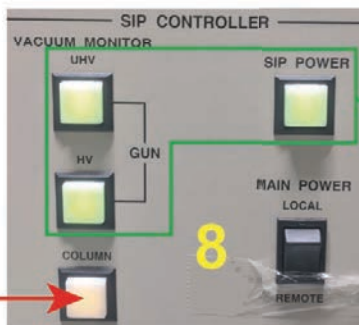 SIP CONTROLLER
VACUUM MONITOR
UHV
SIP POWER
GUN
HV
MAIN POWER
LOCAL
COLUMN
8
REMOTE